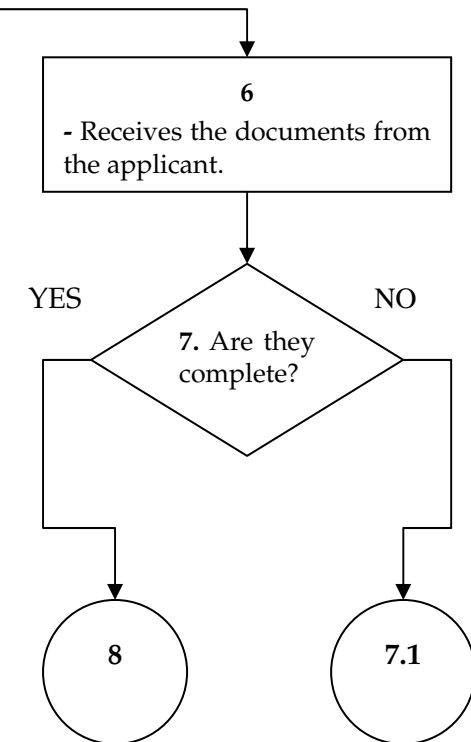 6
- Receives the documents from
the applicant.
YES
NO
7. Are they
complete?
8
7.1